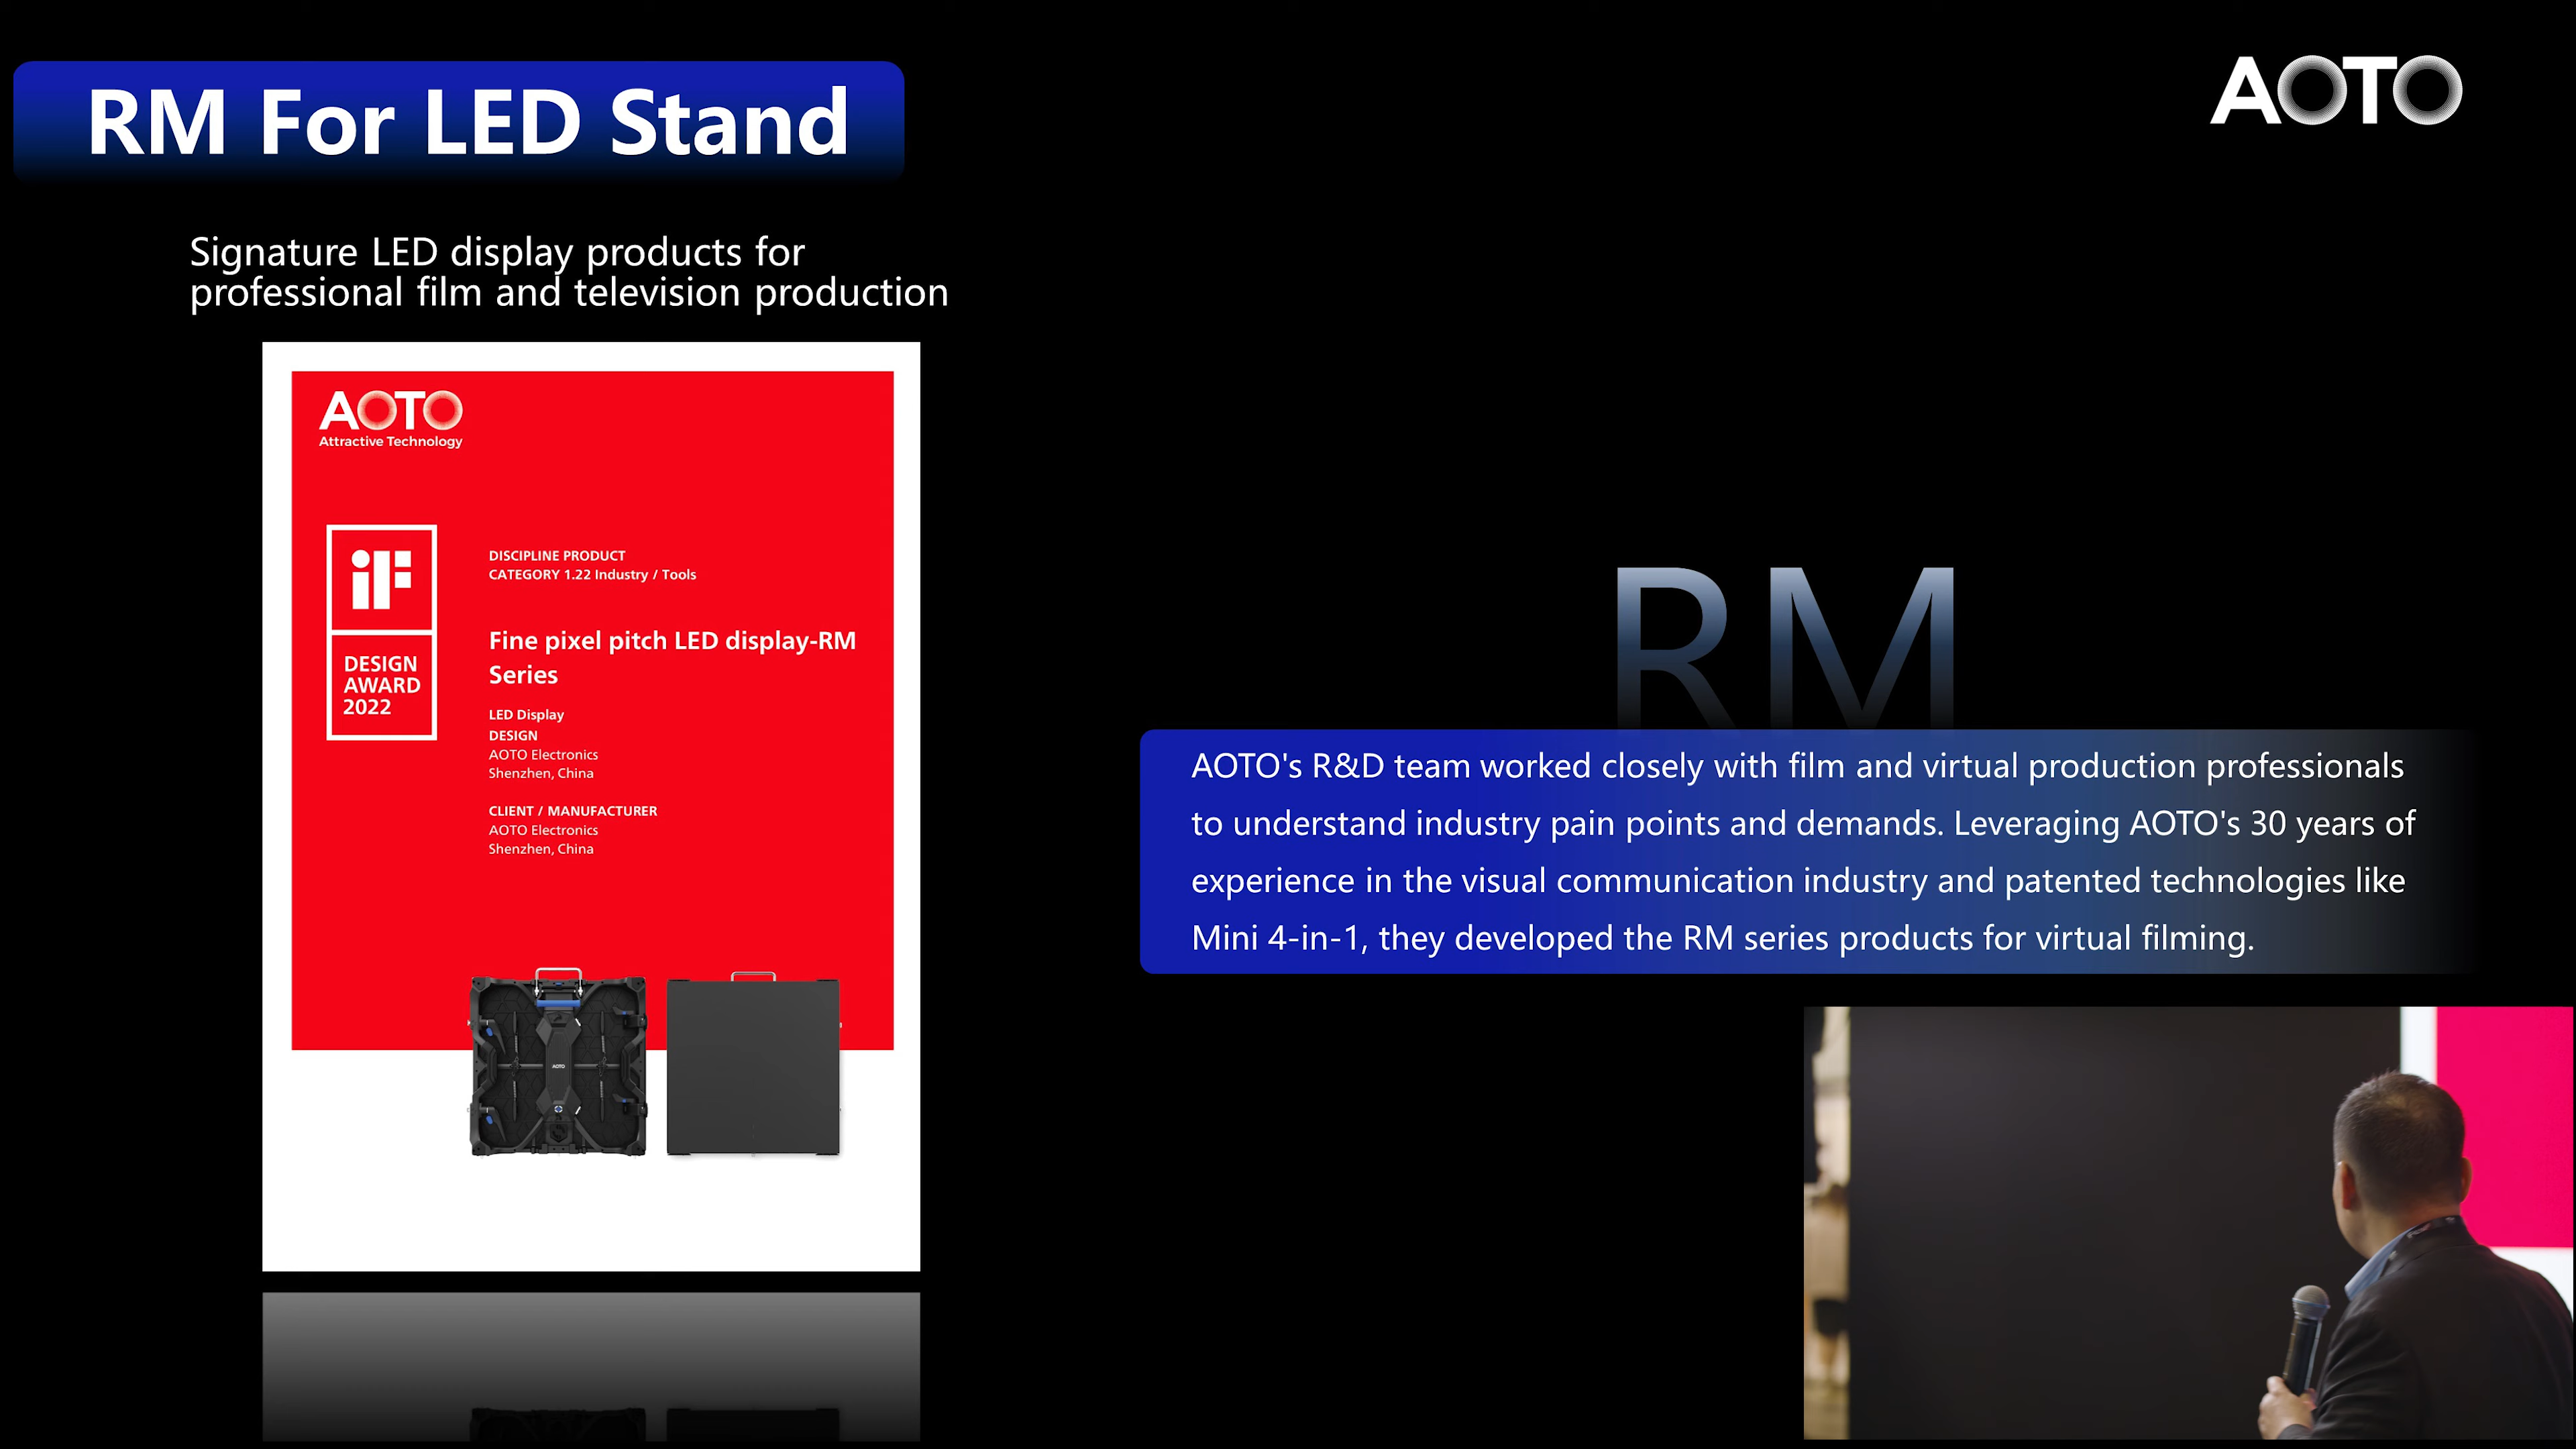 RM For LED Stand
AOTO
Signature LED display products for
professional film and television production
AOTO
Attractive Technology
iF
DESIGN
AWARD
2022
DISCIPLINE PRODUCT
CATEGORY 1.22 Industry / Tools
Fine pixel pitch LED display-RM
Series
LED Display
DESIGN
AOTO Electronics
Shenzhen, China
CLIENT / MANUFACTURER
AOTO Electronics
Shenzhen, China
AOTO
RM
AOTO's R&D team worked closely with film and virtual production professionals
to understand industry pain points and demands. Leveraging AOTO's 30 years of
experience in the visual communication industry and patented technologies like
Mini 4-in-1, they developed the RM series products for virtual filming.